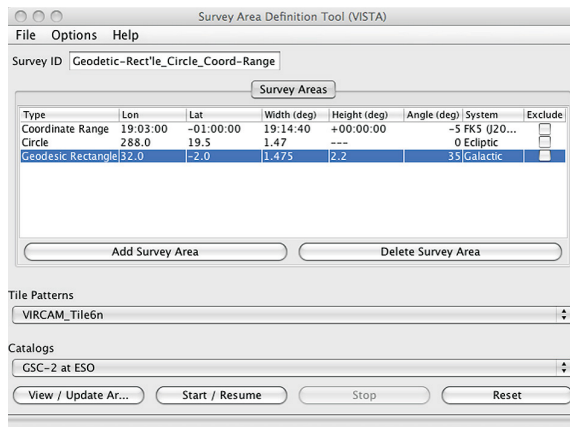 Survey Area Definition Tool (VISTA)
File Options Help
Survey ID Geodetic-Rect'le_Circle_Coord-Range
Survey Areas
Type Lon Lat Width (deg) Height (deg) Angle (deg) System Exclude
Coordinate Range 19:03:00 -01:00:00 19:14:40 +00:00:00 -5 FK5 (J20...
Circle 288.0 19.5 1.47 --- 0 Ecliptic
Geodesic Rectangle 32.0 -2.0 1.475 2.2 35 Galactic
Add Survey Area Delete Survey Area
Tile Patterns
VIRCAM_Tile6n
Catalogs
GSC-2 at ESO
View / Update Ar... Start / Resume Stop Reset